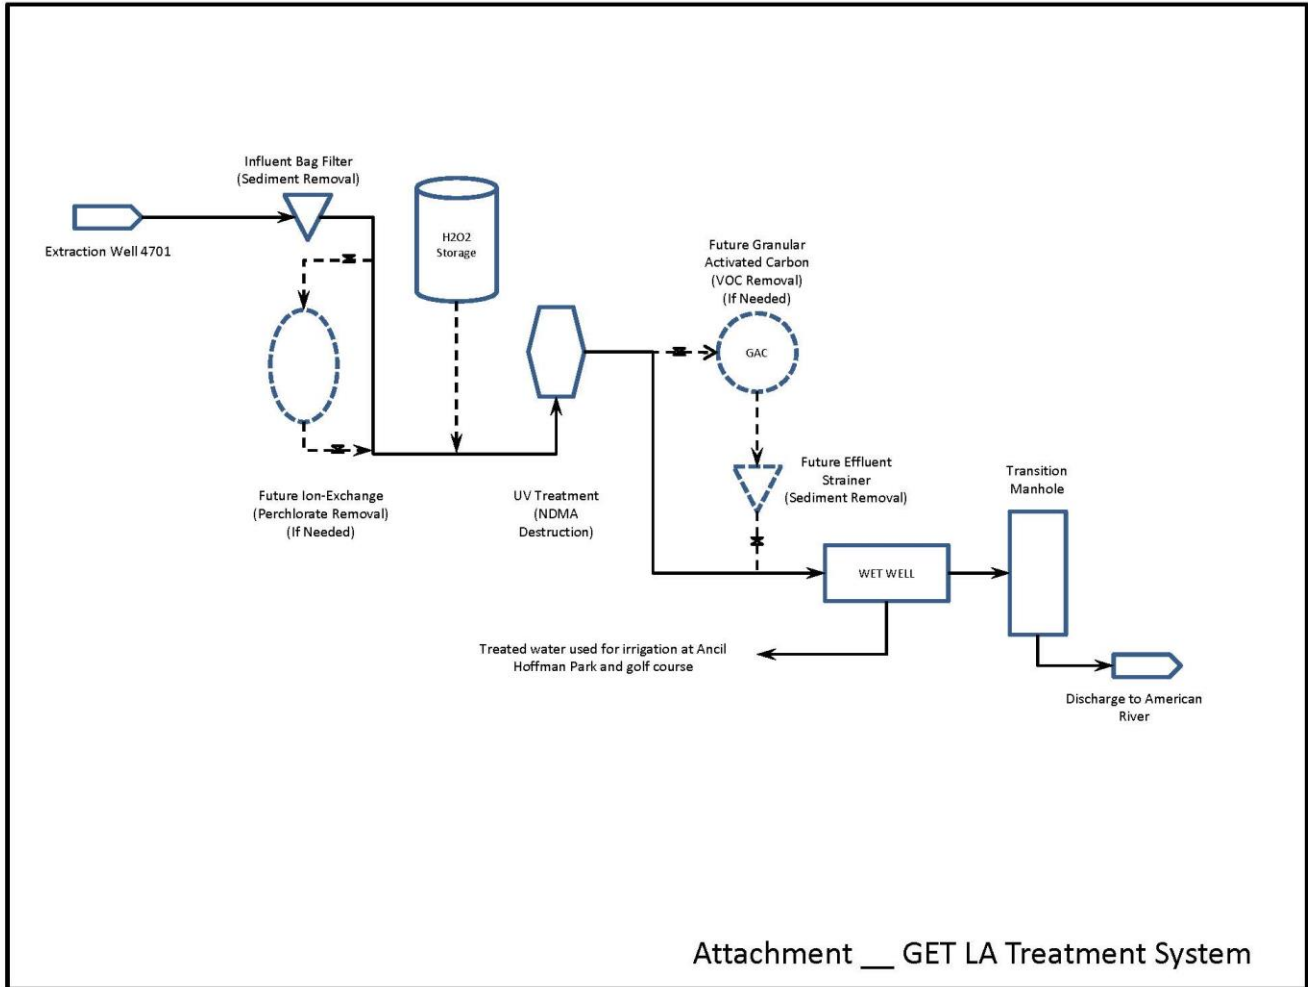 Influent Bag Filter
(Sediment Removal)
Extraction Well 4701
H2O2
Storage
Future Granular
Activated Carbon
(VOC Removal)
(If Needed)
GAC
Future Ion-Exchange
(Perchlorate Removal)
(If Needed)
UV Treatment
(NDMA
Destruction)
Future Effluent
Strainer
(Sediment Removal)
Transition
Manhole
WET WELL
Treated water used for irrigation at Ancil
Hoffman Park and golf course
Discharge to American
River
Attachment __ GET LA Treatment System